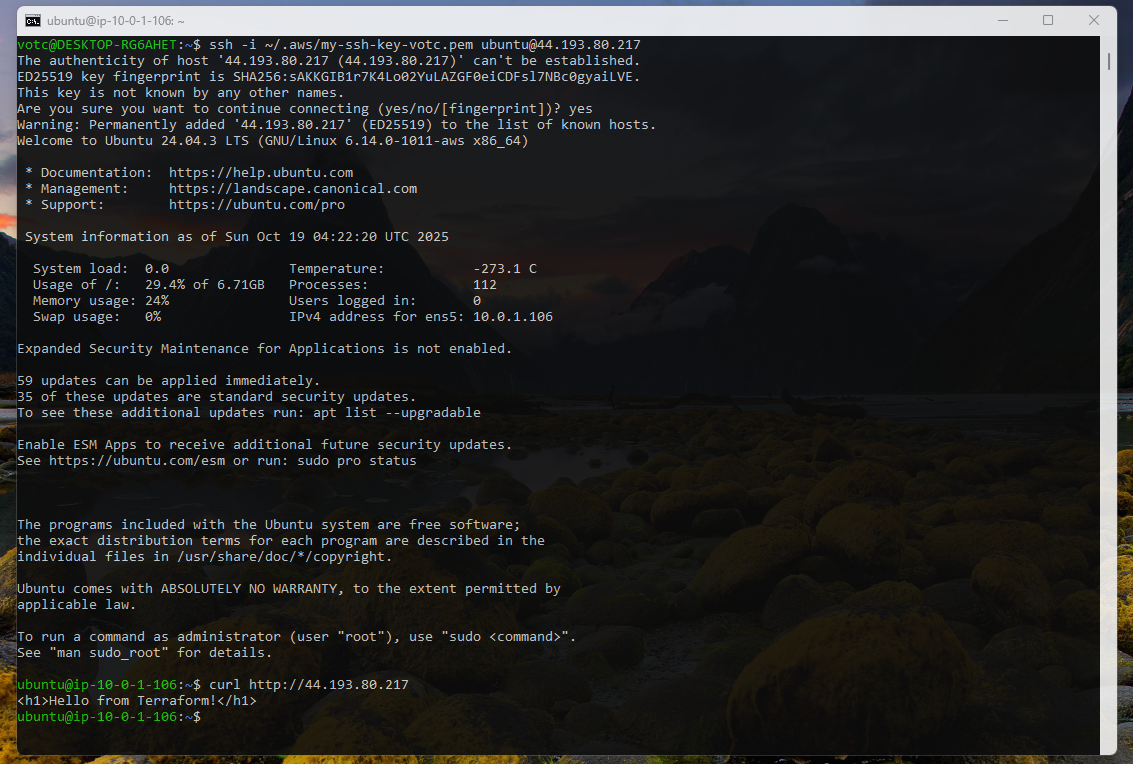 ubuntu@ip-10-0-1-106: ~
votc@DESKTOP-RG6AHET:~$ ssh -i ~/.aws/my-ssh-key-votc.pem ubuntu@44.193.80.217
The authenticity of host '44.193.80.217 (44.193.80.217)' can't be established.
ED25519 key fingerprint is SHA256:sAKKGIB1r7K4Lo02YuLAZGF0eiCDFsl7NBc0gyaiLVE.
This key is not known by any other names.
Are you sure you want to continue connecting (yes/no/[fingerprint])? yes
Warning: Permanently added '44.193.80.217' (ED25519) to the list of known hosts.
Welcome to Ubuntu 24.04.3 LTS (GNU/Linux 6.14.0-1011-aws x86_64)

 * Documentation:  https://help.ubuntu.com
 * Management:     https://landscape.canonical.com
 * Support:        https://ubuntu.com/pro

 System information as of Sun Oct 19 04:22:20 UTC 2025

  System load:  0.0               Temperature:           -273.1 C
  Usage of /:   29.4% of 6.71GB   Processes:             112
  Memory usage: 24%               Users logged in:       0
  Swap usage:   0%                IPv4 address for ens5: 10.0.1.106

Expanded Security Maintenance for Applications is not enabled.

59 updates can be applied immediately.
35 of these updates are standard security updates.
To see these additional updates run: apt list --upgradable

Enable ESM Apps to receive additional future security updates.
See https://ubuntu.com/esm or run: sudo pro status

The programs included with the Ubuntu system are free software;
the exact distribution terms for each program are described in the
individual files in /usr/share/doc/*/copyright.

Ubuntu comes with ABSOLUTELY NO WARRANTY, to the extent permitted by
applicable law.

To run a command as administrator (user "root"), use "sudo <command>".
See "man sudo_root" for details.

ubuntu@ip-10-0-1-106:~$ curl http://44.193.80.217
<h1>Hello from Terraform!</h1>
ubuntu@ip-10-0-1-106:~$